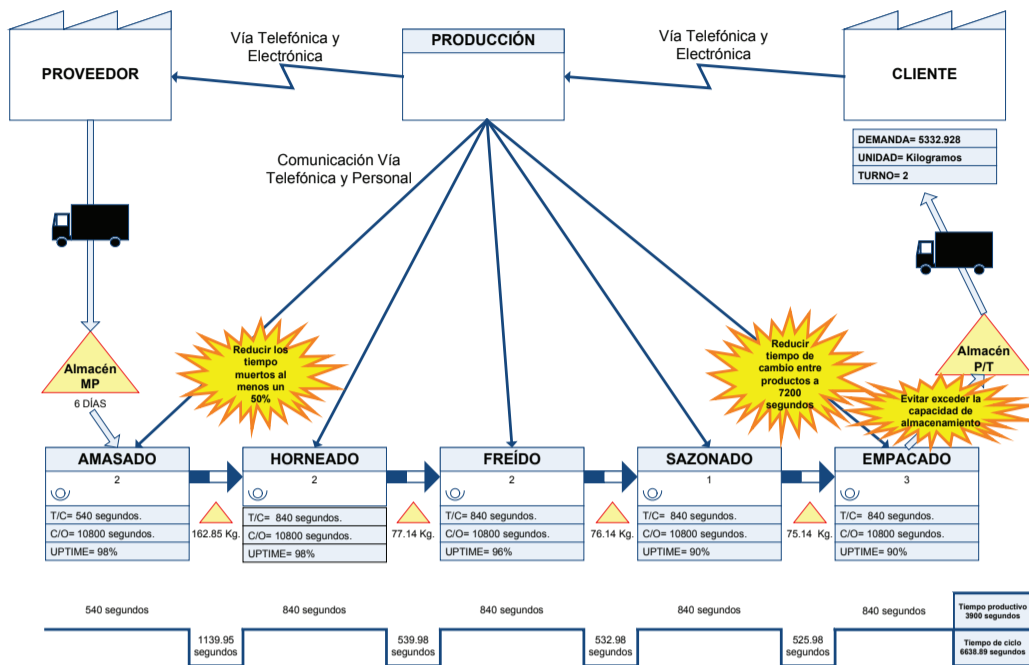 PROVEEDOR
Vía Telefónica y
Electrónica
PRODUCCIÓN
Vía Telefónica y
Electrónica
CLIENTE
DEMANDA= 5332.928
UNIDAD= Kilogramos
TURNO= 2
Comunicación Vía
Telefónica y Personal
Almacén
MP
6 DÍAS
Reducir los
tiempo
muertos al
menos un
50%
Reducir
tiempo de
cambio entre
productos a
7200
segundos
Almacén
P/T
Evitar exceder la
capacidad de
almacenamiento
AMASADO
2
T/C= 540 segundos.
C/O= 10800 segundos.
UPTIME= 98%
162.85 Kg.
HORNEADO
2
T/C= 840 segundos.
C/O= 10800 segundos.
UPTIME= 98%
77.14 Kg.
FREÍDO
2
T/C= 840 segundos.
C/O= 10800 segundos.
UPTIME= 96%
76.14 Kg.
SAZONADO
1
T/C= 840 segundos.
C/O= 10800 segundos.
UPTIME= 90%
75.14 Kg.
EMPACADO
3
T/C= 840 segundos.
C/O= 10800 segundos.
UPTIME= 90%
540 segundos
840 segundos
840 segundos
840 segundos
840 segundos
Tiempo productivo
3900 segundos
1139.95
segundos
539.98
segundos
532.98
segundos
525.98
segundos
Tiempo de ciclo
6638.89 segundos